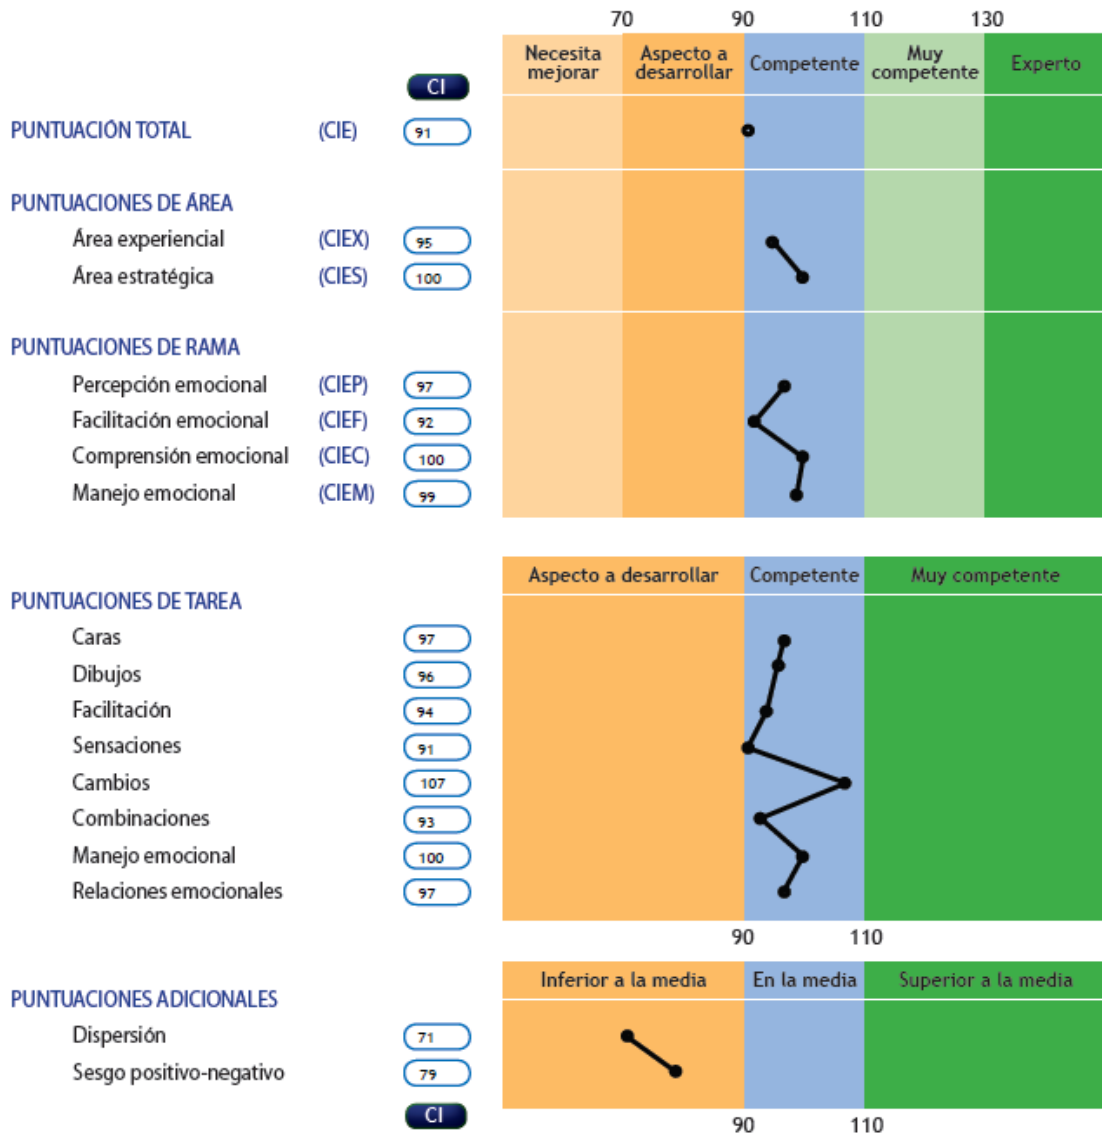 70 90 110 130
Necesita mejorar Aspecto a desarrollar Competente Muy competente Experto
CI
PUNTUACIÓN TOTAL (CIE) 91
PUNTUACIONES DE ÁREA
Área experiencial (CIEX) 95
Área estratégica (CIES) 100
PUNTUACIONES DE RAMA
Percepción emocional (CIEP) 97
Facilitación emocional (CIEF) 92
Comprensión emocional (CIEC) 100
Manejo emocional (CIEM) 99
Aspecto a desarrollar Competente Muy competente
PUNTUACIONES DE TAREA
Caras 97
Dibujos 96
Facilitación 94
Sensaciones 91
Cambios 107
Combinaciones 93
Manejo emocional 100
Relaciones emocionales 97
90 110
Inferior a la media En la media Superior a la media
PUNTUACIONES ADICIONALES
Dispersión 71
Sesgo positivo-negativo 79
CI
90 110